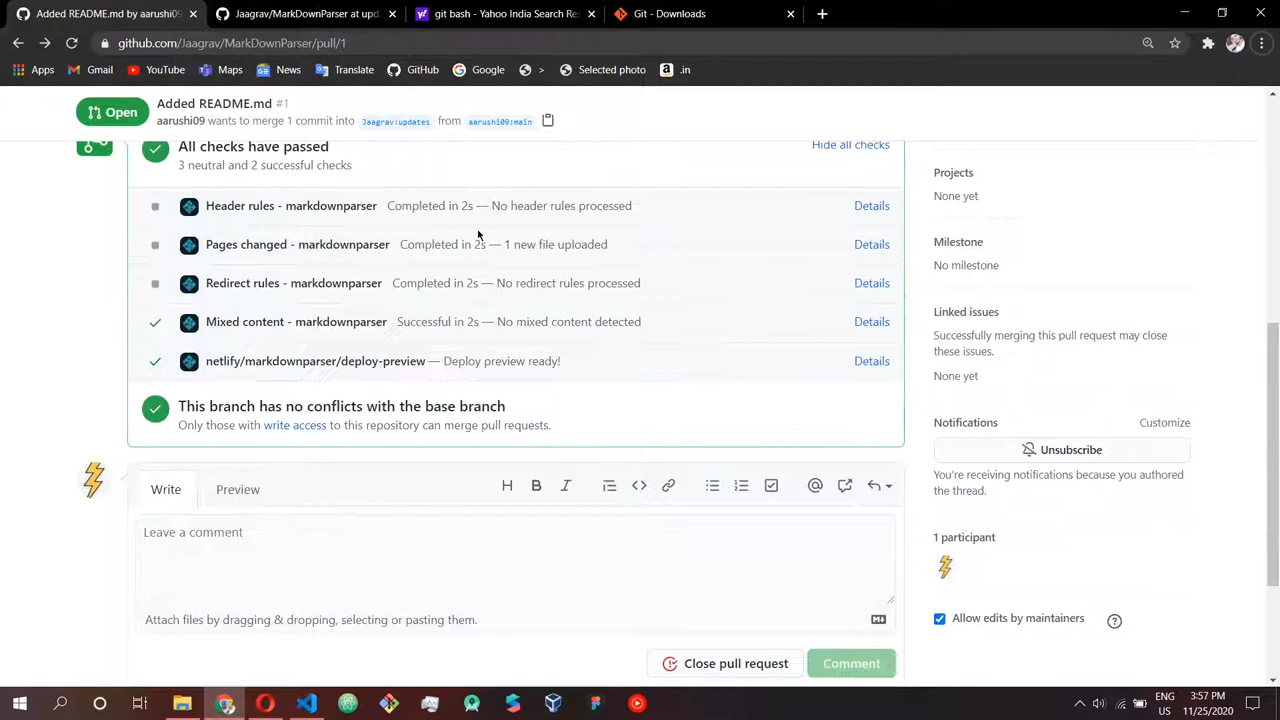 Added README.md by aarushi09
Jaagrav/MarkDownParser at upd
git bash - Yahoo India Search Res
Git - Downloads
github.com/Jaagrav/MarkDownParser/pull/1
Apps
Gmail
YouTube
Maps
News
Translate
GitHub
Google
>
Selected photo
.in
Open
Added README.md #1
aarushi09 wants to merge 1 commit into Jaagrav:updates from aarushi09:main
All checks have passed
Hide all checks
3 neutral and 2 successful checks
Header rules - markdownparser Completed in 2s — No header rules processed Details
Pages changed - markdownparser Completed in 2s — 1 new file uploaded Details
Redirect rules - markdownparser Completed in 2s — No redirect rules processed Details
Mixed content - markdownparser Successful in 2s — No mixed content detected Details
netlify/markdownparser/deploy-preview — Deploy preview ready! Details
This branch has no conflicts with the base branch
Only those with write access to this repository can merge pull requests.
Write
Preview
H B I
Leave a comment
Attach files by dragging & dropping, selecting or pasting them.
Close pull request
Comment
Projects
None yet
Milestone
No milestone
Linked issues
Successfully merging this pull request may close
these issues.
None yet
Notifications
Customize
Unsubscribe
You're receiving notifications because you authored
the thread.
1 participant
Allow edits by maintainers
ENG
US
3:57 PM
11/25/2020